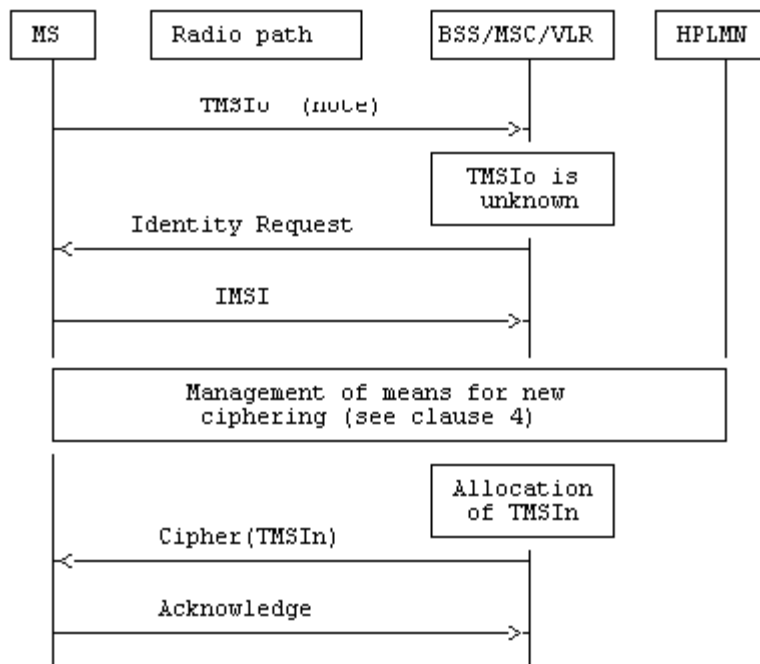 MS Radio path BSS/MSC/VLR HPLMN
TMSIo (note)
TMSIo is
unknown
Identity Request
IMSI
Management of means for new
ciphering (see clause 4)
Allocation
of TMSIn
Cipher(TMSIn)
Acknowledge